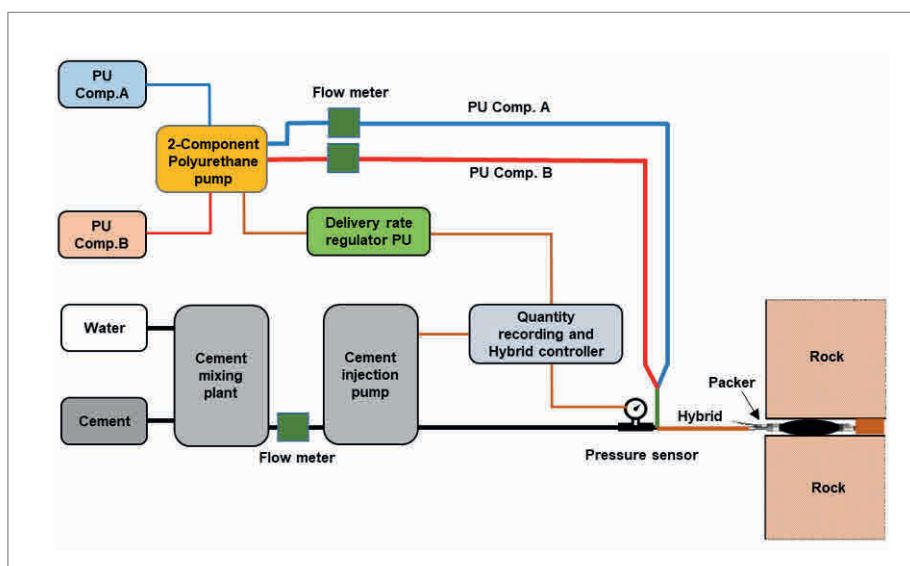 PU
Comp.A
Flow meter
PU Comp. A
2-Component
Polyurethane
pump
PU Comp. B
PU
Comp.B
Delivery rate
regulator PU
Water
Cement
mixing
plant
Cement
injection
pump
Quantity
recording and
Hybrid controller
Rock
Packer
Hybrid
Cement
Flow meter
Pressure sensor
Rock